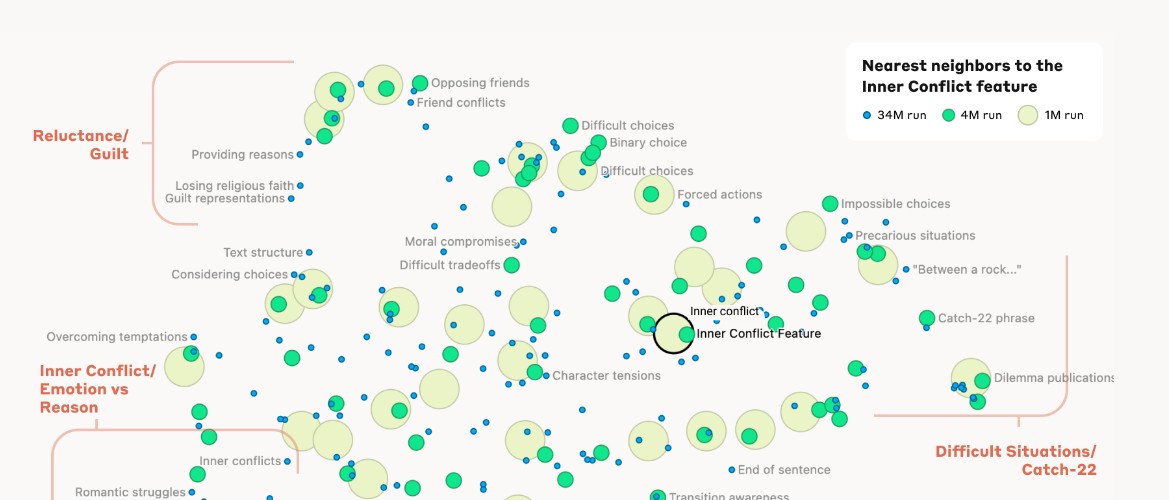 Nearest neighbors to the
Inner Conflict feature
34M run
4M run
1M run
Opposing friends
Friend conflicts
Reluctance/
Guilt
Difficult choices
Binary choice
Providing reasons
Difficult choices
Losing religious faith
Guilt representations
Forced actions
Impossible choices
Precarious situations
Moral compromises
Text structure
Difficult tradeoffs
Considering choices
"Between a rock..."
Inner conflict
Catch-22 phrase
Inner Conflict Feature
Overcoming temptations
Inner Conflict/
Emotion vs
Reason
Character tensions
Dilemma publications
Difficult Situations/
Catch-22
Inner conflicts
End of sentence
Romantic struggles
Transition awareness